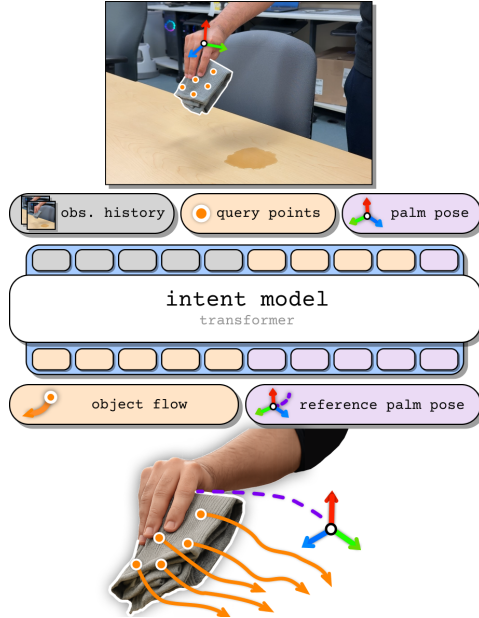 obs. history
query points
palm pose
intent model
transformer
object flow
reference palm pose